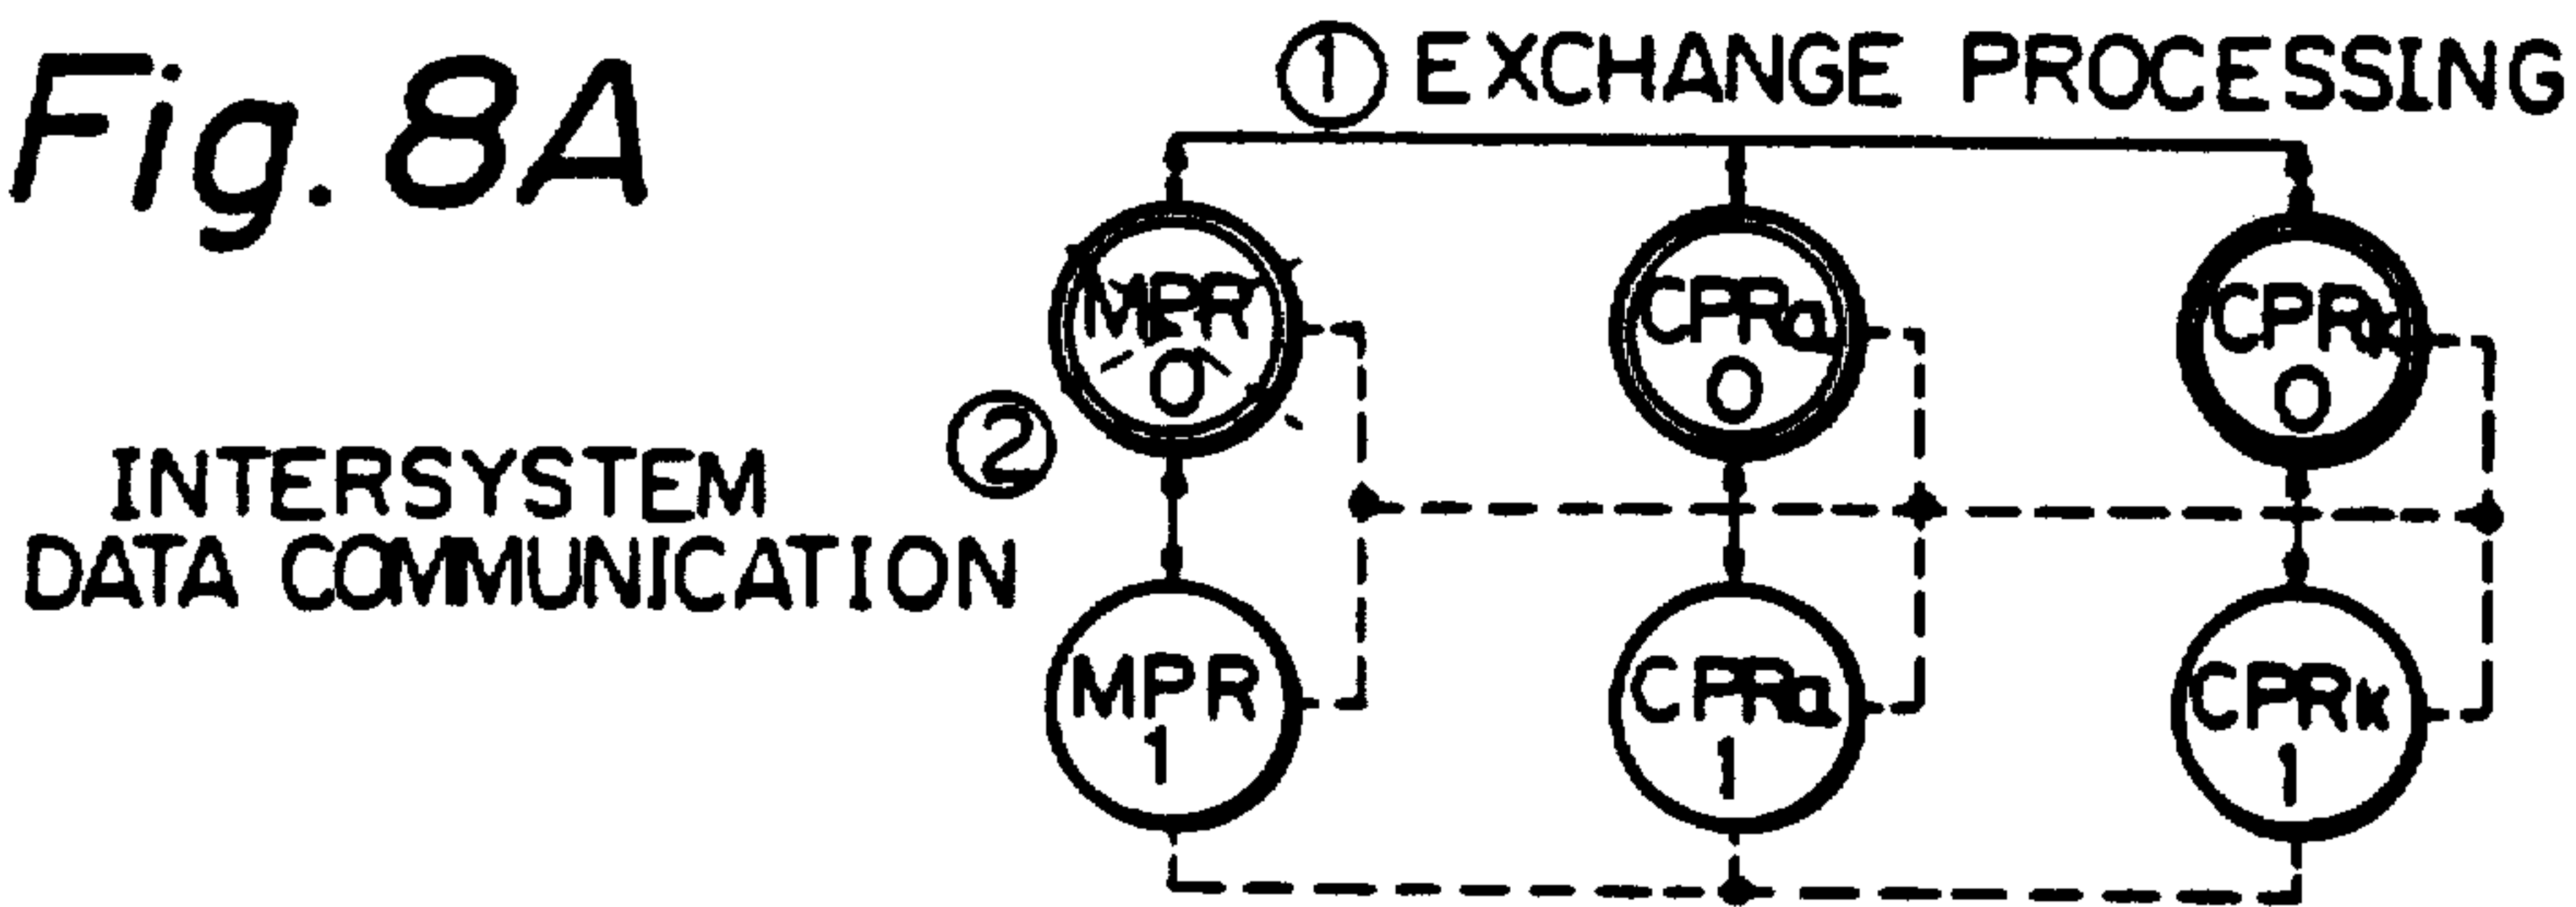 Fig. 8A
① EXCHANGE PROCESSING
MPR 0
CPRa 0
CPRk 0
②
INTERSYSTEM
DATA COMMUNICATION
MPR 1
CPRa 1
CPRk 1